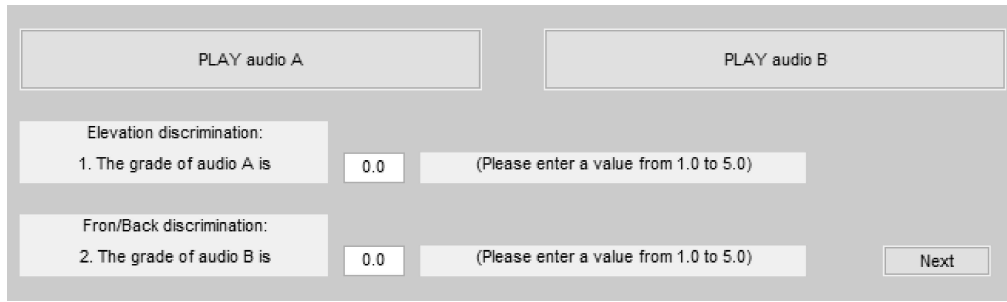 PLAY audio A
PLAY audio B
Elevation discrimination:
1. The grade of audio A is
0.0
(Please enter a value from 1.0 to 5.0)
Fron/Back discrimination:
2. The grade of audio B is
0.0
(Please enter a value from 1.0 to 5.0)
Next